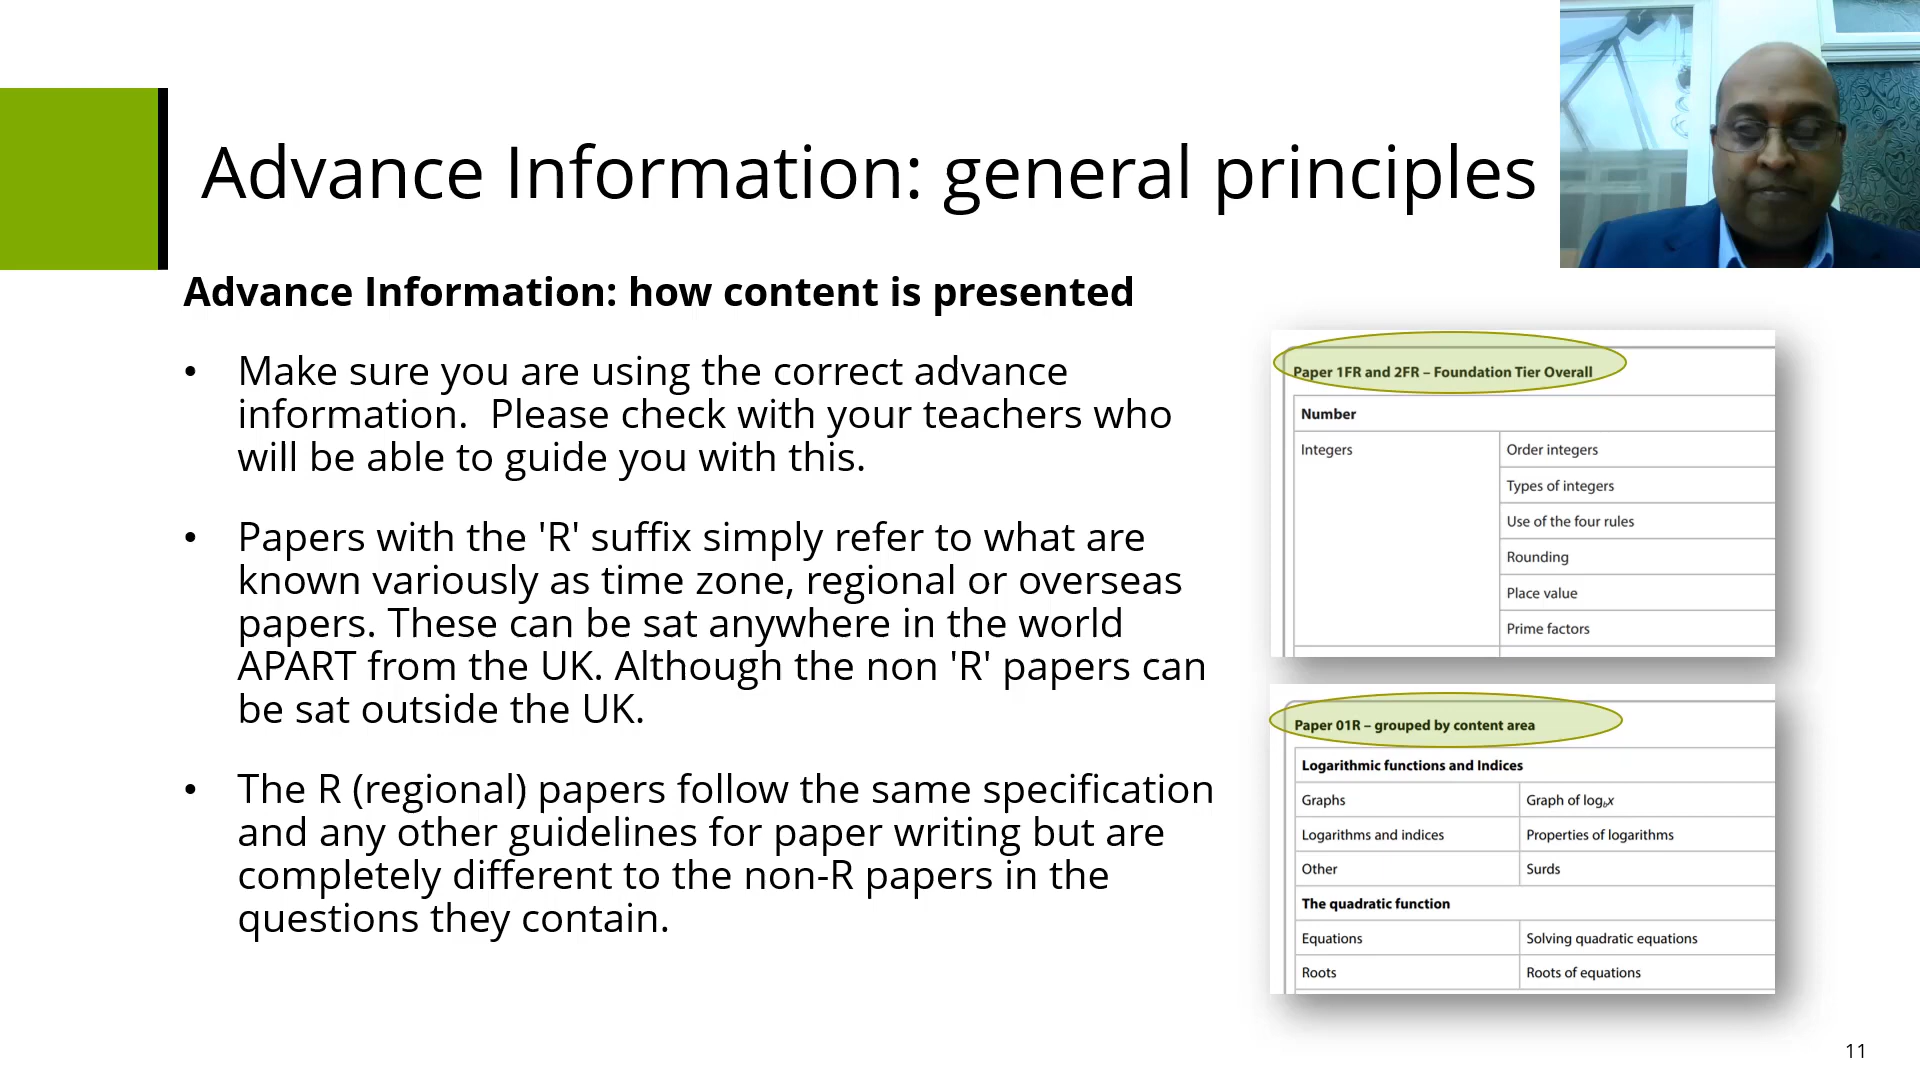 Advance Information: general principles
Advance Information: how content is presented
• Make sure you are using the correct advance
information.  Please check with your teachers who
will be able to guide you with this.
• Papers with the 'R' suffix simply refer to what are
known variously as time zone, regional or overseas
papers. These can be sat anywhere in the world
APART from the UK. Although the non 'R' papers can
be sat outside the UK.
• The R (regional) papers follow the same specification
and any other guidelines for paper writing but are
completely different to the non-R papers in the
questions they contain.
Paper 1FR and 2FR – Foundation Tier Overall
Number
Integers Order integers
Types of integers
Use of the four rules
Rounding
Place value
Prime factors
Paper 01R – grouped by content area
Logarithmic functions and Indices
Graphs Graph of log_b x
Logarithms and indices Properties of logarithms
Other Surds
The quadratic function
Equations Solving quadratic equations
Roots Roots of equations
11